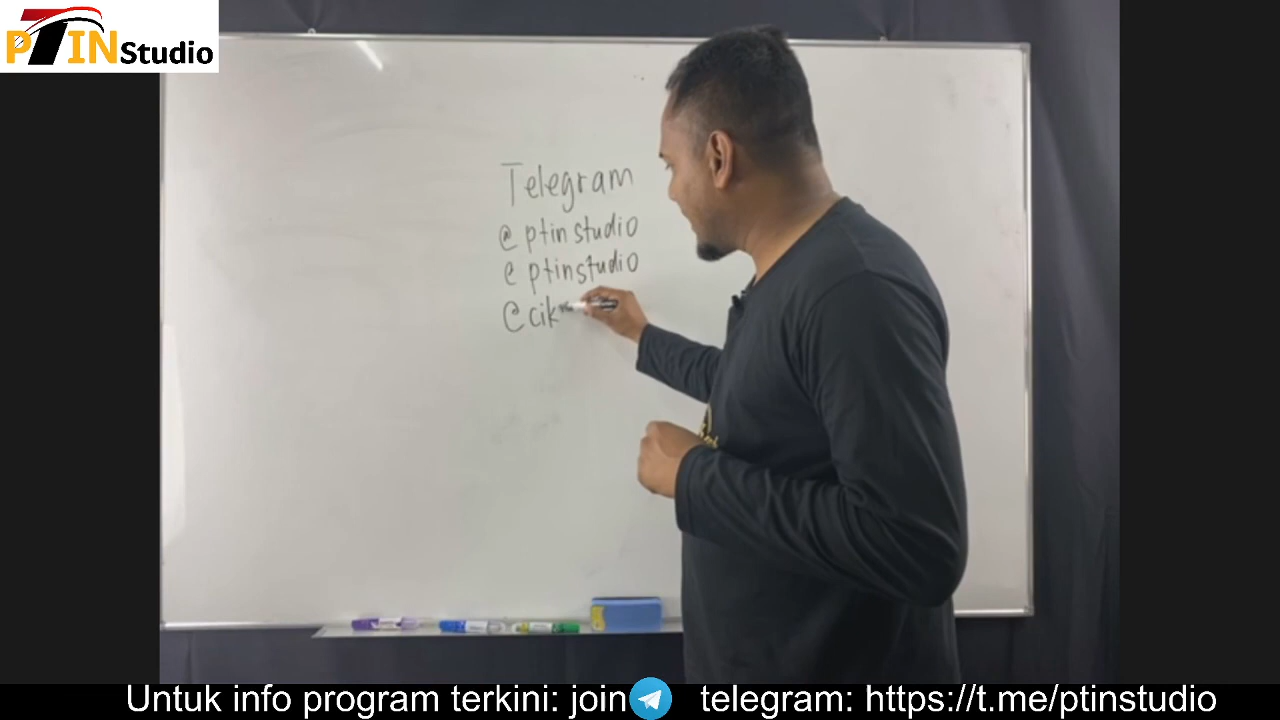 PTIN Studio
Telegram
@ptinstudio
@ptinstudio
@cik
Untuk info program terkini: join telegram: https://t.me/ptinstudio